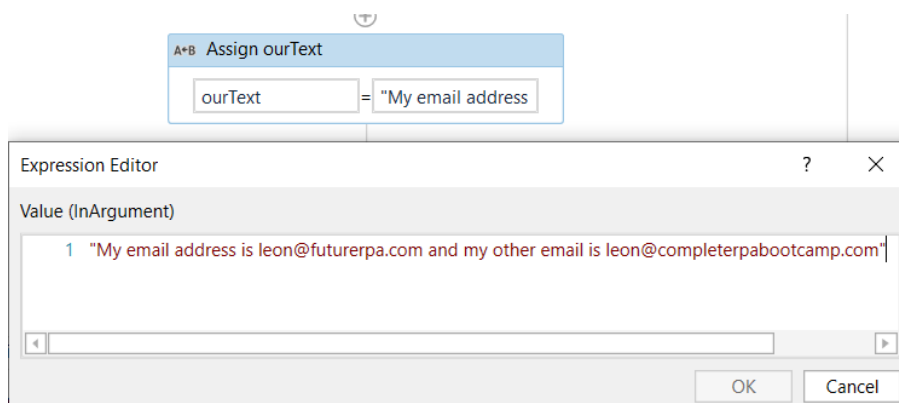 A+B Assign ourText
ourText = "My email address
Expression Editor ? ×
Value (InArgument)
1 "My email address is leon@futurerpa.com and my other email is leon@completerpabootcamp.com"
OK Cancel